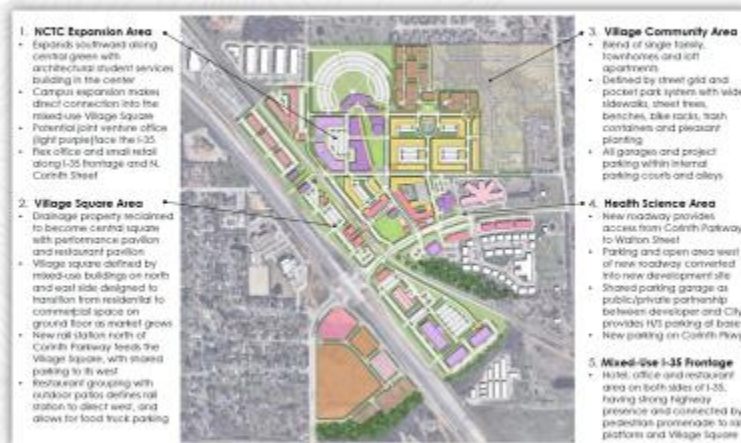 1. NCTC Expansion Area
• Expands southward along
central green with
architectural student services
building in the center
• Campus expansion makes
direct connection into the
mixed-use Village Square
• Potential joint venture office
(light purple)face the I-35
• Flex office and small retail
along I-35 frontage and N.
Corinth Street
2. Village Square Area
• Drainage property reclaimed
to become central square
with performance pavilion
and restaurant pavilion
• Village square defined by
mixed-use buildings on north
and east side designed to
transition from residential to
commercial space on
ground floor as market grows
• New rail station north of
Corinth Parkway feeds the
Village Square, with shared
parking to its west
• Restaurant grouping with
outdoor patios defines rail
station to direct west, and
allows for food truck parking
3. Village Community Area
• Blend of single family,
townhomes and loft
apartments
• Defined by street grid and
pocket park system with wide
sidewalks, street trees,
benches, bike racks, trash
containers and pleasant
planting
• All garages and project
parking within internal
parking courts and alleys
4. Health Science Area
• New roadway provides
access from Corinth Parkway
to Walton Street
• Parking and open area west
of new roadway converted
into new development site
• Shared parking garage as
public/private partnership
between developer and City
provides H/S parking at base
• New parking on Corinth Pkwy
5. Mixed-Use I-35 Frontage
• Hotel, office and restaurant
area on both sides of I-35,
having strong highway
presence and connected by
pedestrian promenade to rail
platform and Village Square